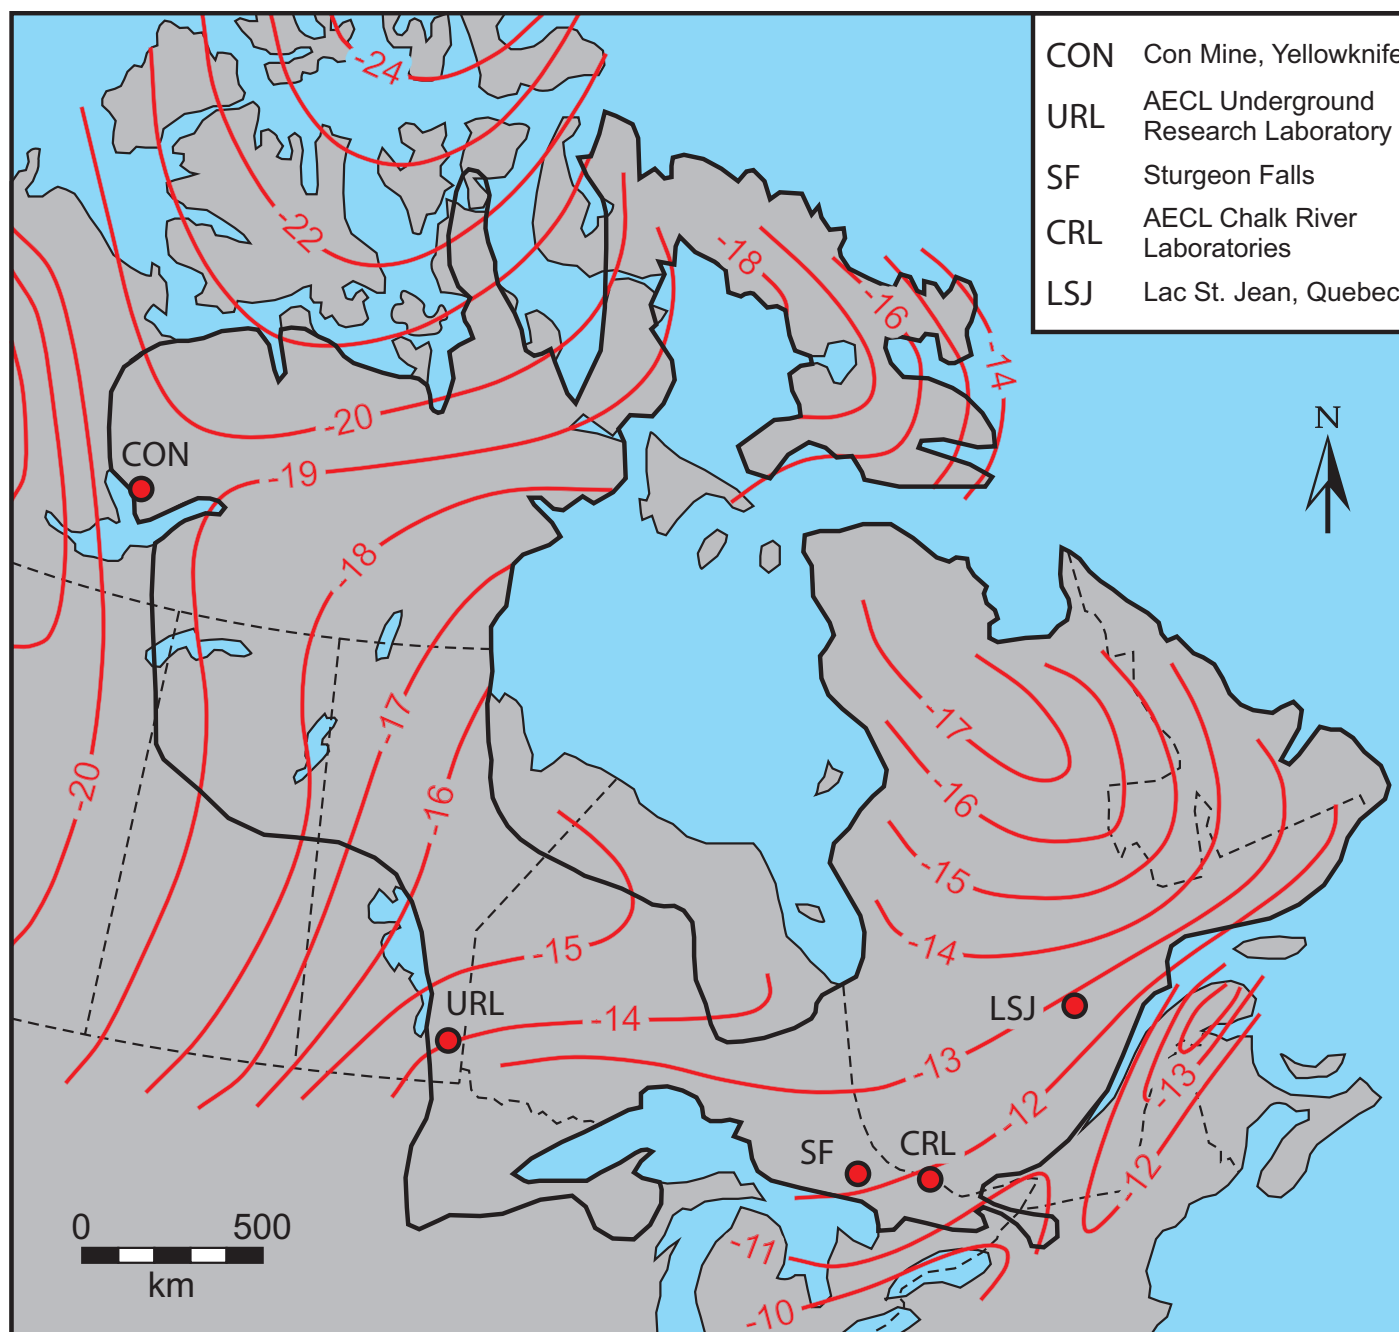 CON Con Mine, Yellowknife
URL AECL Underground
Research Laboratory
SF Sturgeon Falls
CRL AECL Chalk River
Laboratories
LSJ Lac St. Jean, Quebec
-24
-22
-18
-16
-14
N
-20
CON
-19
-18
-17
-17
-20
-16
-16
-15
-15
-14
URL
-14
LSJ
-13
-13
-12
SF
CRL
-12
0 500
km
-11
-10